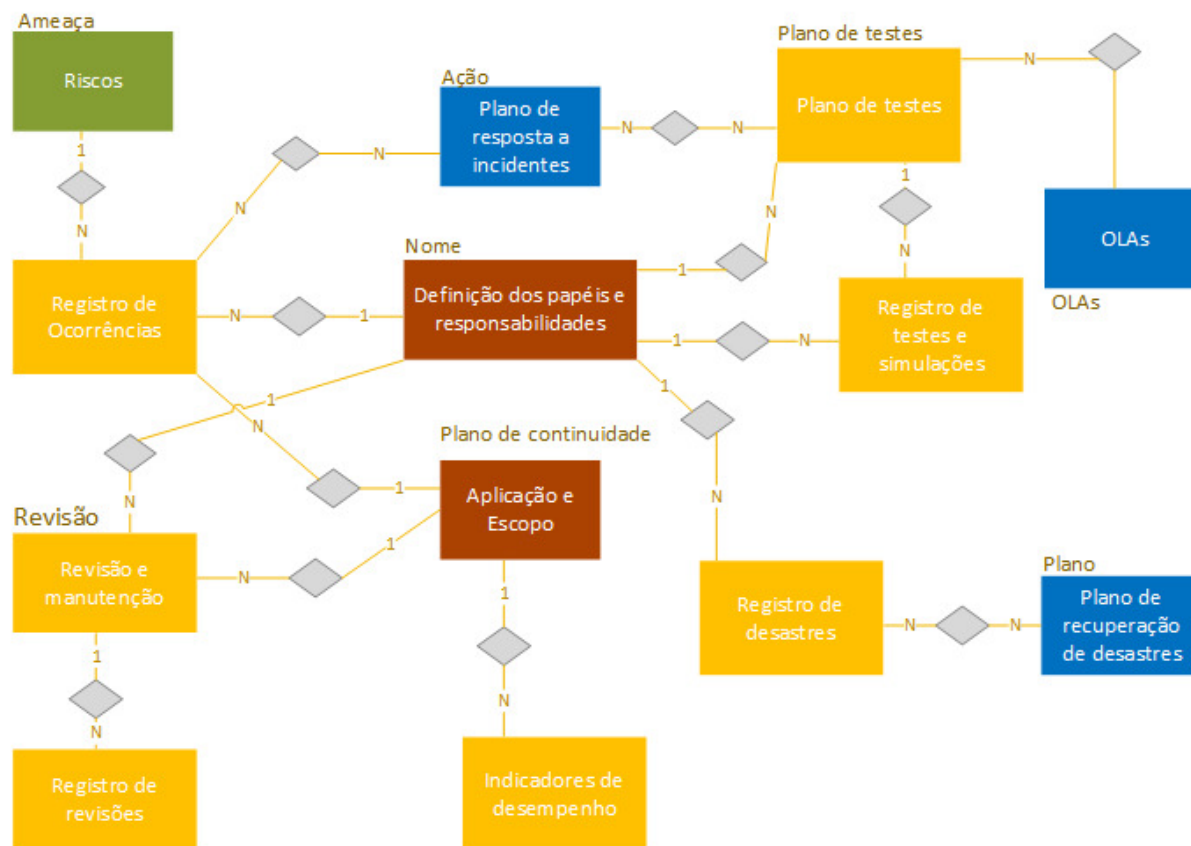 Ameaça
Riscos
1
N
Ação
Plano de
resposta a
incidentes
N
N
N
N
Plano de testes
Plano de testes
N
N
OLAs
OLAs
1
N
Registro de
testes e
simulações
Nome
Definição dos papéis e
responsabilidades
1
N
1
N
1
N
Registro de
Ocorrências
N
1
1
N
N
1
Plano de continuidade
Aplicação e
Escopo
Revisão
Revisão e
manutenção
N
1
1
N
Registro de
revisões
1
N
Indicadores de
desempenho
Registro de
desastres
N
N
Plano
Plano de
recuperação
de desastres